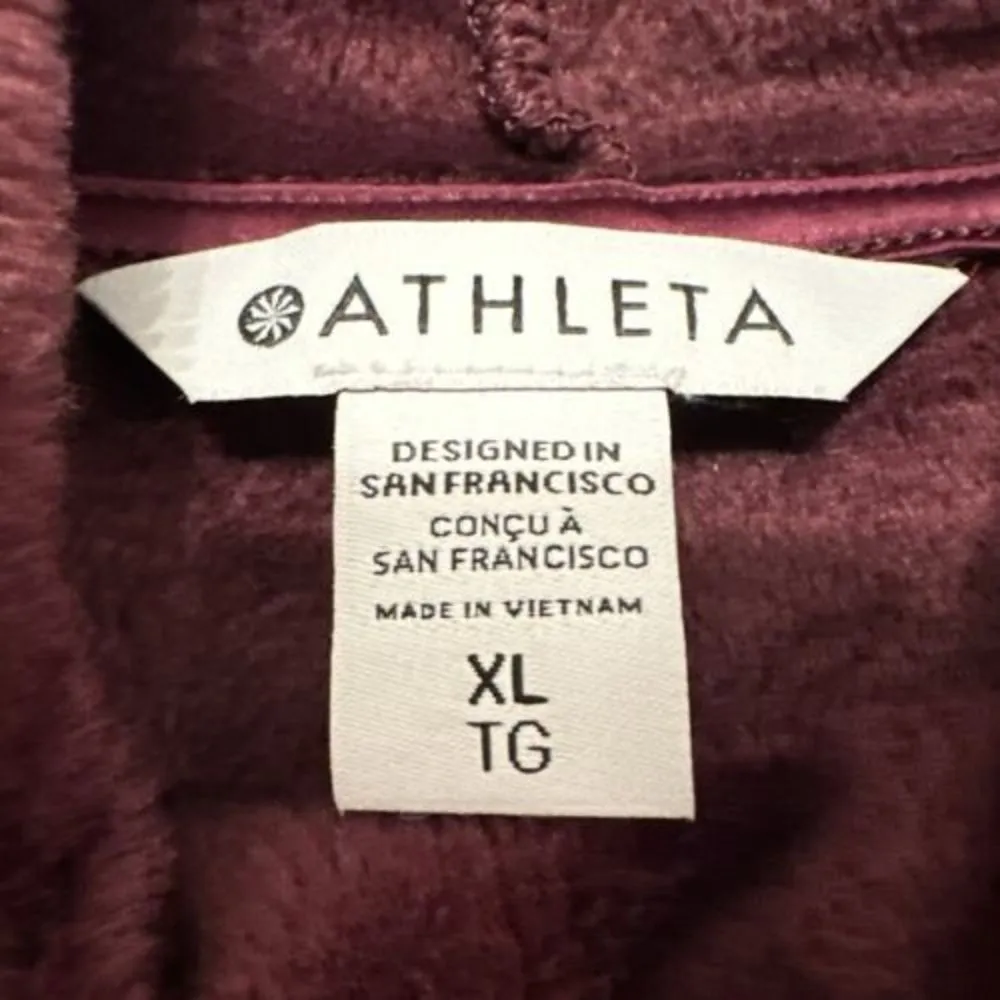 ATHLETA
DESIGNED IN
SAN FRANCISCO
CONÇU À
SAN FRANCISCO
MADE IN VIETNAM
XL
TG